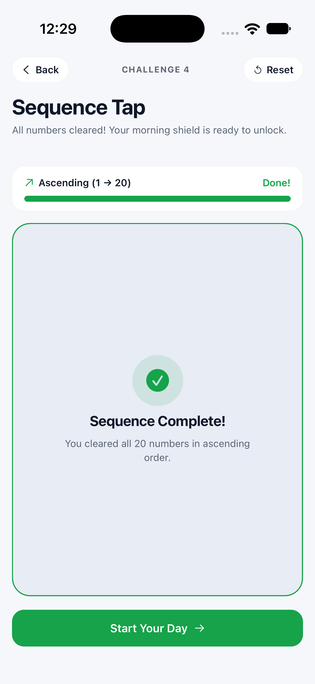 12:29
Back
CHALLENGE 4
Reset
Sequence Tap
All numbers cleared! Your morning shield is ready to unlock.
Ascending (1 → 20)
Done!
Sequence Complete!
You cleared all 20 numbers in ascending
order.
Start Your Day →